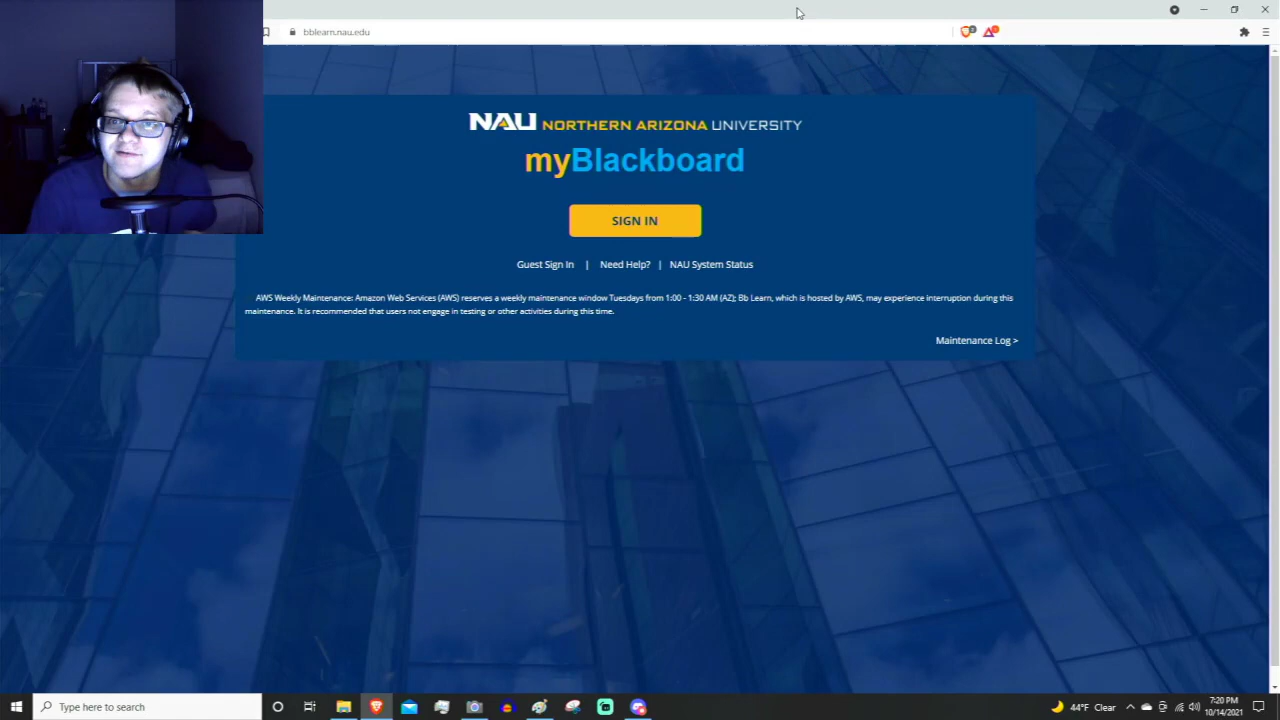 bblearn.nau.edu
NAU NORTHERN ARIZONA UNIVERSITY
myBlackboard
SIGN IN
Guest Sign In | Need Help? | NAU System Status
AWS Weekly Maintenance: Amazon Web Services (AWS) reserves a weekly maintenance window Tuesdays from 1:00 - 1:30 AM (AZ); Bb Learn, which is hosted by AWS, may experience interruption during this
maintenance. It is recommended that users not engage in testing or other activities during this time.
Maintenance Log >
Type here to search
44°F Clear
7:20 PM
10/14/2021